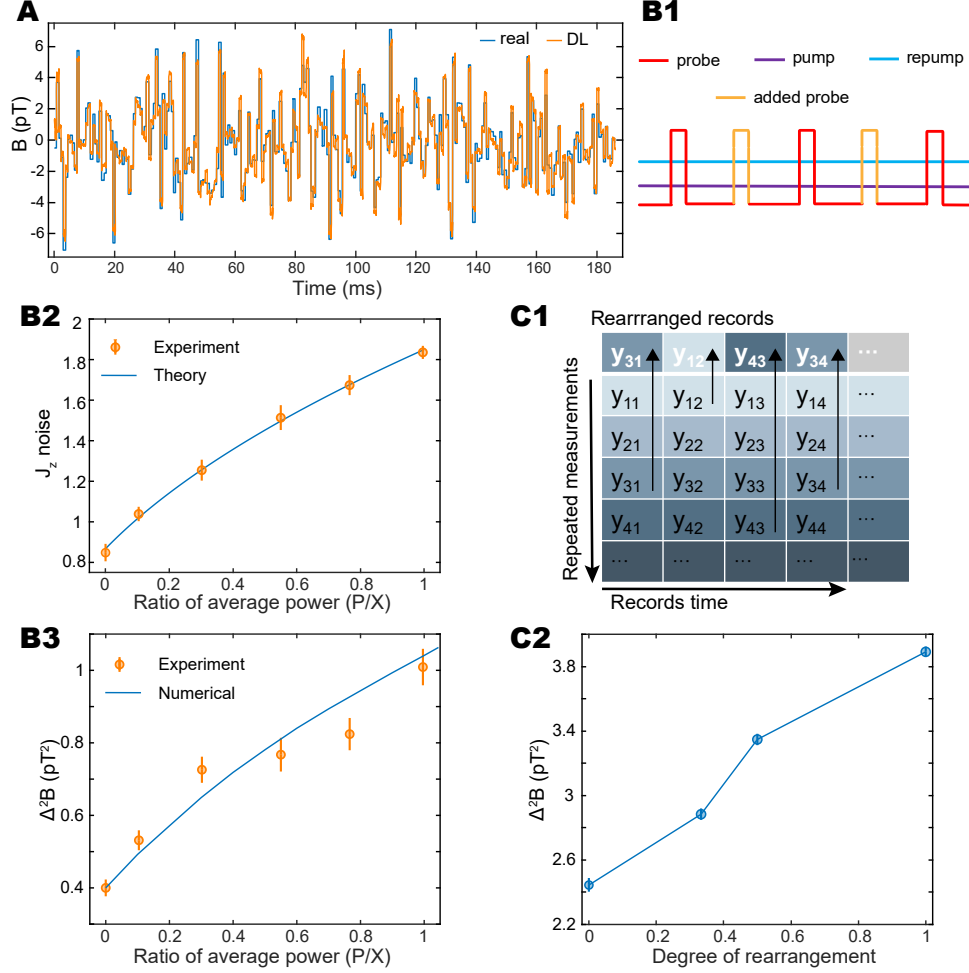 A
B (pT)
6
4
2
0
-2
-4
-6
real
DL
0 20 40 60 80 100 120 140 160 180
Time (ms)
B1
probe
pump
repump
added probe
B2
J_z noise
2
1.8
1.6
1.4
1.2
1
0.8
Experiment
Theory
0 0.2 0.4 0.6 0.8 1
Ratio of average power (P/X)
C1
Rearrranged records
Repeated measurements
y31 y12 y43 y34 ...
y11 y12 y13 y14 ...
y21 y22 y23 y24 ...
y31 y32 y33 y34 ...
y41 y42 y43 y44 ...
... ... ... ... ...
Records time
B3
Δ²B (pT²)
1
0.8
0.6
0.4
Experiment
Numerical
0 0.2 0.4 0.6 0.8 1
Ratio of average power (P/X)
C2
Δ²B (pT²)
3.8
3.4
3
2.6
2.2
0 0.2 0.4 0.6 0.8 1
Degree of rearrangement